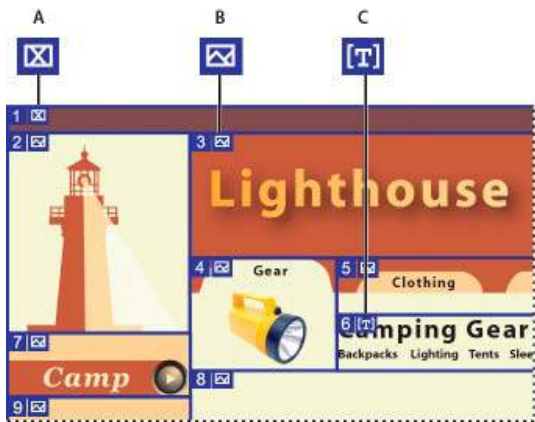 A B C
[T]
1
2
3
Lighthouse
4
Gear
5
Clothing
6 [T]
Camping Gear
Backpacks Lighting Tents
7
Camp
8
9